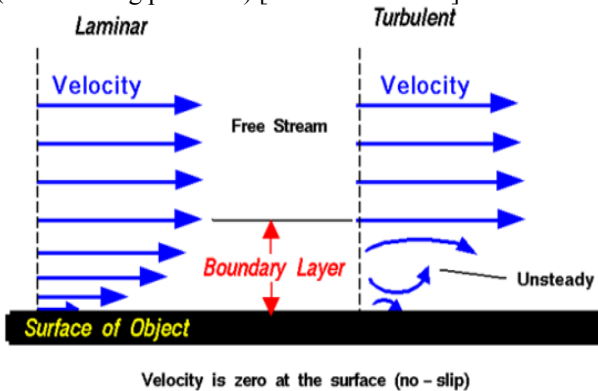 Laminar
Turbulent
Velocity
Velocity
Free Stream
Boundary Layer
Unsteady
Surface of Object
Velocity is zero at the surface (no – slip)